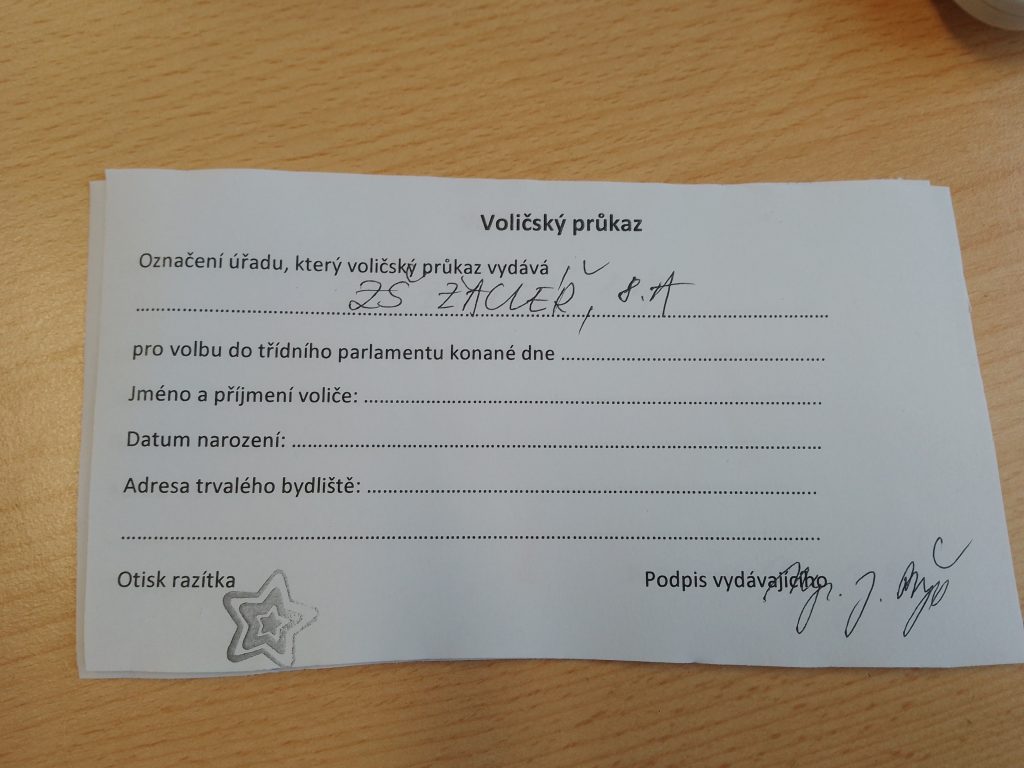 Voličský průkaz
Označení úřadu, který voličský průkaz vydává
ZŠ ŽACLÉŘ, 8.A
pro volbu do třídního parlamentu konané dne ........................................
Jméno a příjmení voliče: ........................................
Datum narození: ........................................
Adresa trvalého bydliště: ........................................
Otisk razítka Podpis vydávajícího
Mgr. J.